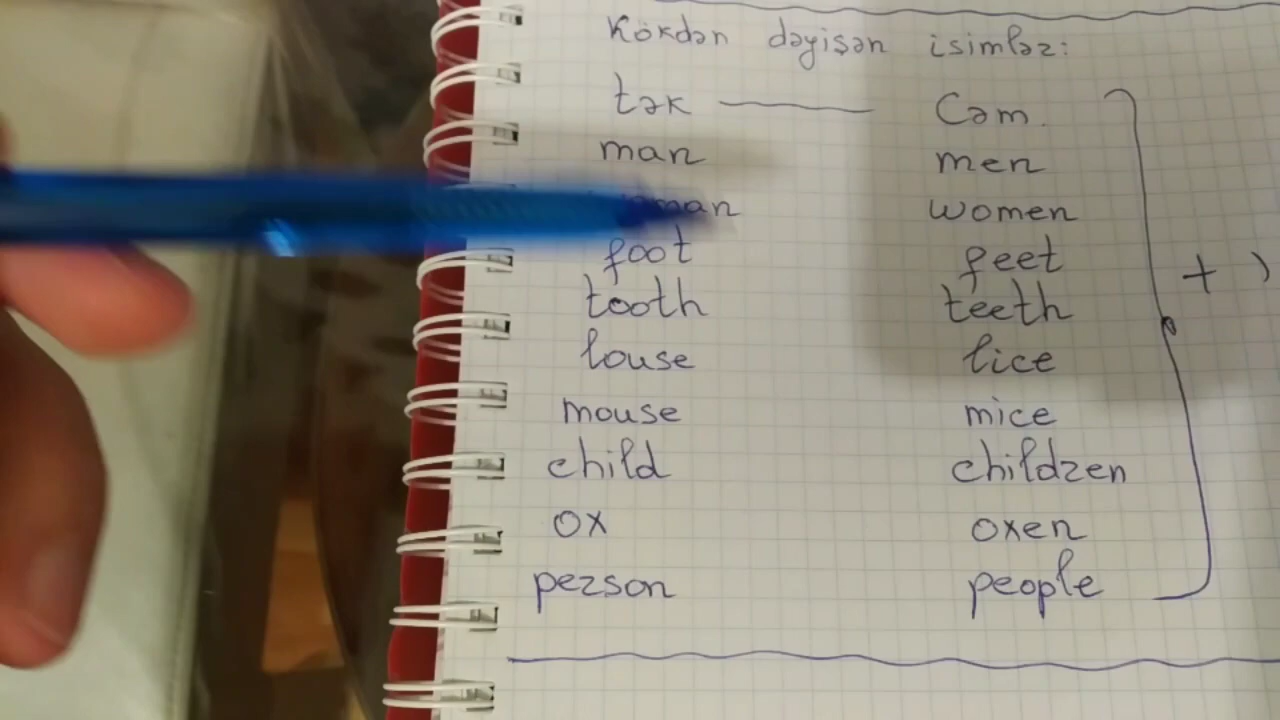 Kökdən dəyişən isimlər:
tək — Cəm
man men
women
foot feet
tooth teeth
louse lice
mouse mice
child children
ox oxen
person people
+ )